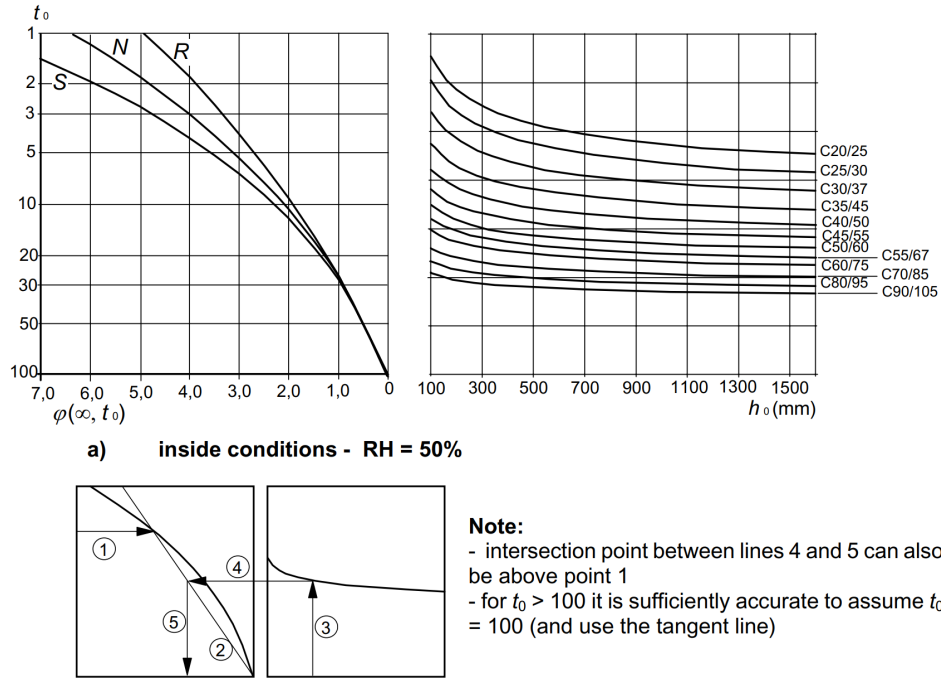 t0
1
2
3
5
10
20
30
50
100
S
N
R
7,0 6,0 5,0 4,0 3,0 2,0 1,0 0
φ(∞, t0)
C20/25
C25/30
C30/37
C35/45
C40/50
C45/55
C50/60
C55/67
C60/75
C70/85
C80/95
C90/105
100 300 500 700 900 1100 1300 1500
h0 (mm)
a) inside conditions - RH = 50%
1
4
5
2
3
Note:
- intersection point between lines 4 and 5 can also
be above point 1
- for t0 > 100 it is sufficiently accurate to assume t0
= 100 (and use the tangent line)